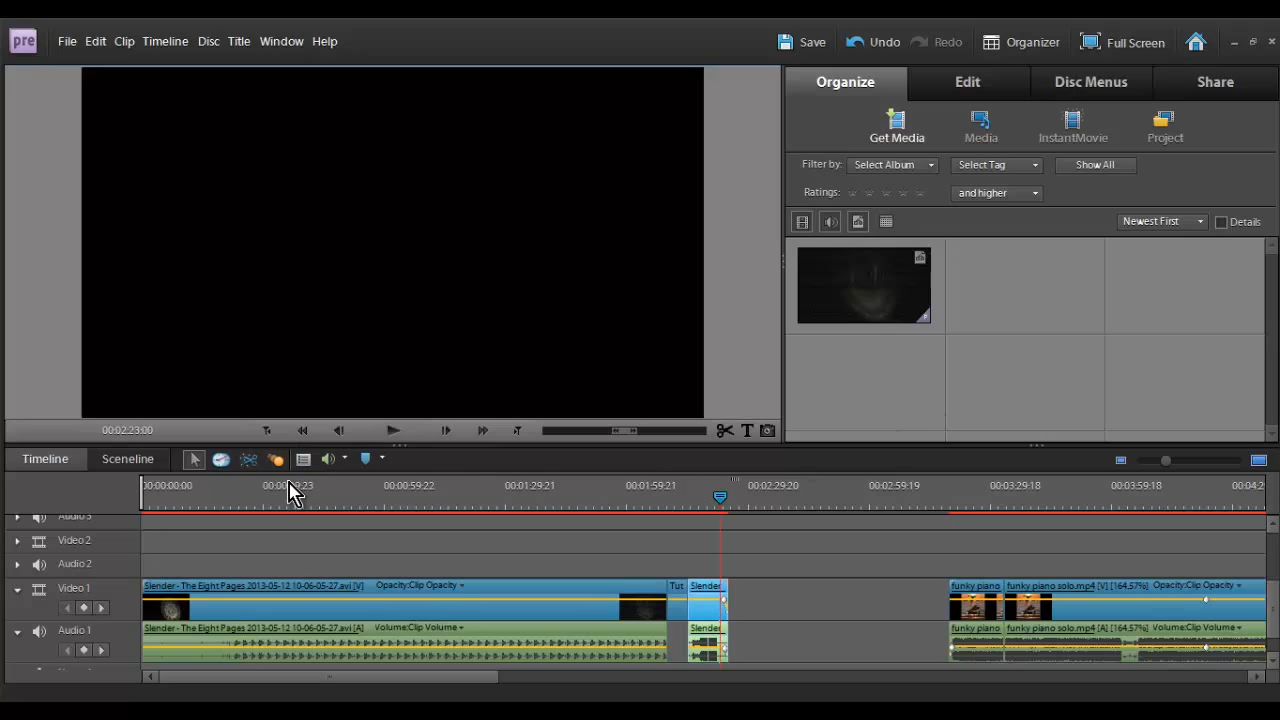 pre File Edit Clip Timeline Disc Title Window Help Save Undo Redo Organizer Full Screen
Organize Edit Disc Menus Share
Get Media Media InstantMovie Project
Filter by: Select Album Select Tag Show All
Ratings: and higher
Newest First Details
00:02:23:00
Timeline Sceneline
00:00:00:00 00:00:59:22 00:01:29:21 00:01:59:21 00:02:29:20 00:02:59:19 00:03:29:18 00:03:59:18
Audio 3
Video 2
Audio 2
Video 1 Slender - The Eight Pages 2013-05-12 10-06-05-27.avi [V] Opacity:Clip Opacity Tut Slender funky piano funky piano solo.mp4 [V] [164.57%] Opacity:Clip Opacity
Audio 1 Slender - The Eight Pages 2013-05-12 10-06-05-27.avi [A] Volume:Clip Volume Slender funky piano funky piano solo.mp4 [A] [164.57%] Volume:Clip Volume